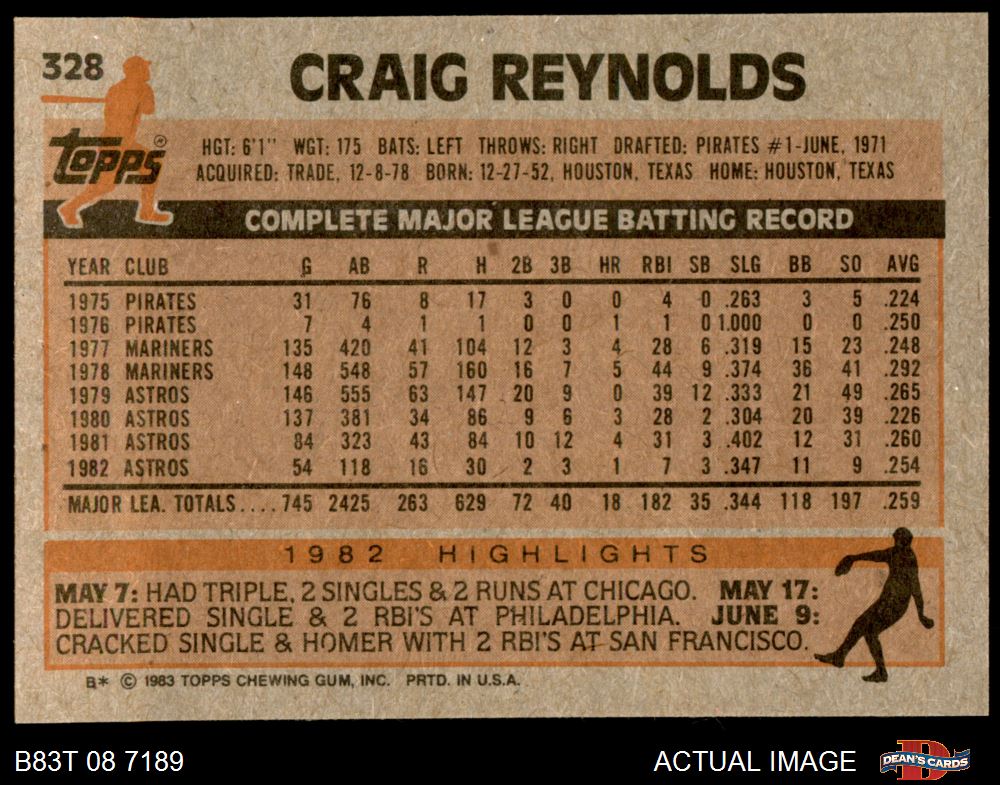 328
CRAIG REYNOLDS
TOPPS®
HGT: 6'1" WGT: 175 BATS: LEFT THROWS: RIGHT DRAFTED: PIRATES #1-JUNE, 1971
ACQUIRED: TRADE, 12-8-78 BORN: 12-27-52, HOUSTON, TEXAS HOME: HOUSTON, TEXAS
COMPLETE MAJOR LEAGUE BATTING RECORD
YEAR CLUB G AB R H 2B 3B HR RBI SB SLG BB SO AVG
1975 PIRATES 31 76 8 17 3 0 0 4 0 .263 3 5 .224
1976 PIRATES 7 4 1 1 0 0 1 1 0 1.000 0 0 .250
1977 MARINERS 135 420 41 104 12 3 4 28 6 .319 15 23 .248
1978 MARINERS 148 548 57 160 16 7 5 44 9 .374 36 41 .292
1979 ASTROS 146 555 63 147 20 9 0 39 12 .333 21 49 .265
1980 ASTROS 137 381 34 86 9 6 3 28 2 .304 20 39 .226
1981 ASTROS 84 323 43 84 10 12 4 31 3 .402 12 31 .260
1982 ASTROS 54 118 16 30 2 3 1 7 3 .347 11 9 .254
MAJOR LEA. TOTALS.... 745 2425 263 629 72 40 18 182 35 .344 118 197 .259
1982 HIGHLIGHTS
MAY 7: HAD TRIPLE, 2 SINGLES & 2 RUNS AT CHICAGO. MAY 17:
DELIVERED SINGLE & 2 RBI'S AT PHILADELPHIA. JUNE 9:
CRACKED SINGLE & HOMER WITH 2 RBI'S AT SAN FRANCISCO.
B* © 1983 TOPPS CHEWING GUM, INC. PRTD. IN U.S.A.
B83T 08 7189
ACTUAL IMAGE
D
DEAN'S CARDS